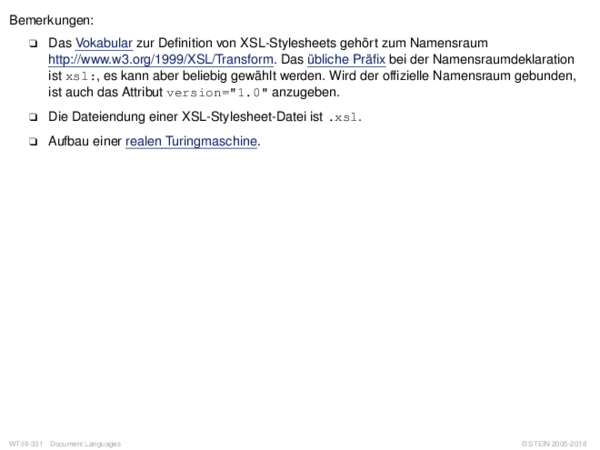 Bemerkungen:
❑ Das Vokabular zur Definition von XSL-Stylesheets gehört zum Namensraum
http://www.w3.org/1999/XSL/Transform. Das übliche Präfix bei der Namensraumdeklaration
ist xsl:, es kann aber beliebig gewählt werden. Wird der offizielle Namensraum gebunden,
ist auch das Attribut version="1.0" anzugeben.
❑ Die Dateiendung einer XSL-Stylesheet-Datei ist .xsl.
❑ Aufbau einer realen Turingmaschine.
WT:III-331 Document Languages
© STEIN 2005-2018